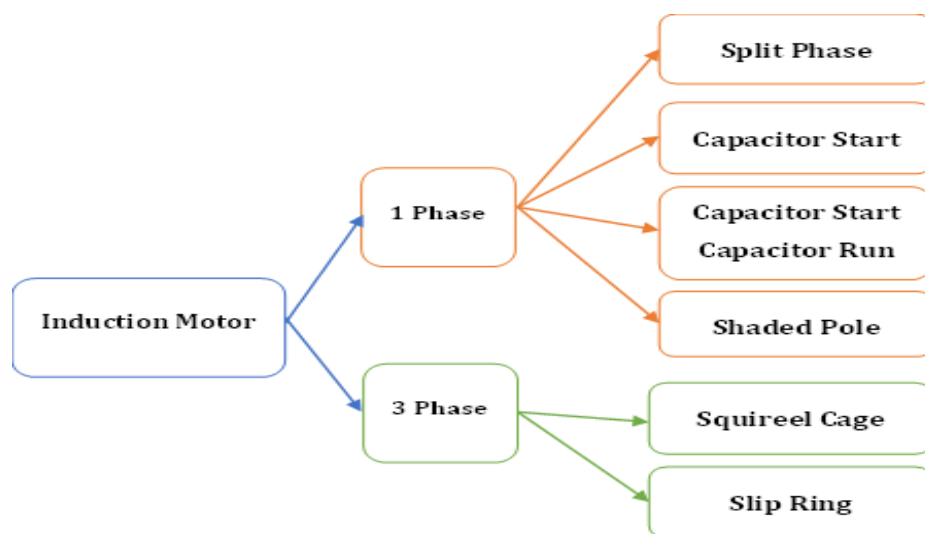 Split Phase
Capacitor Start
1 Phase
Capacitor Start
Capacitor Run
Induction Motor
Shaded Pole
3 Phase
Squireel Cage
Slip Ring